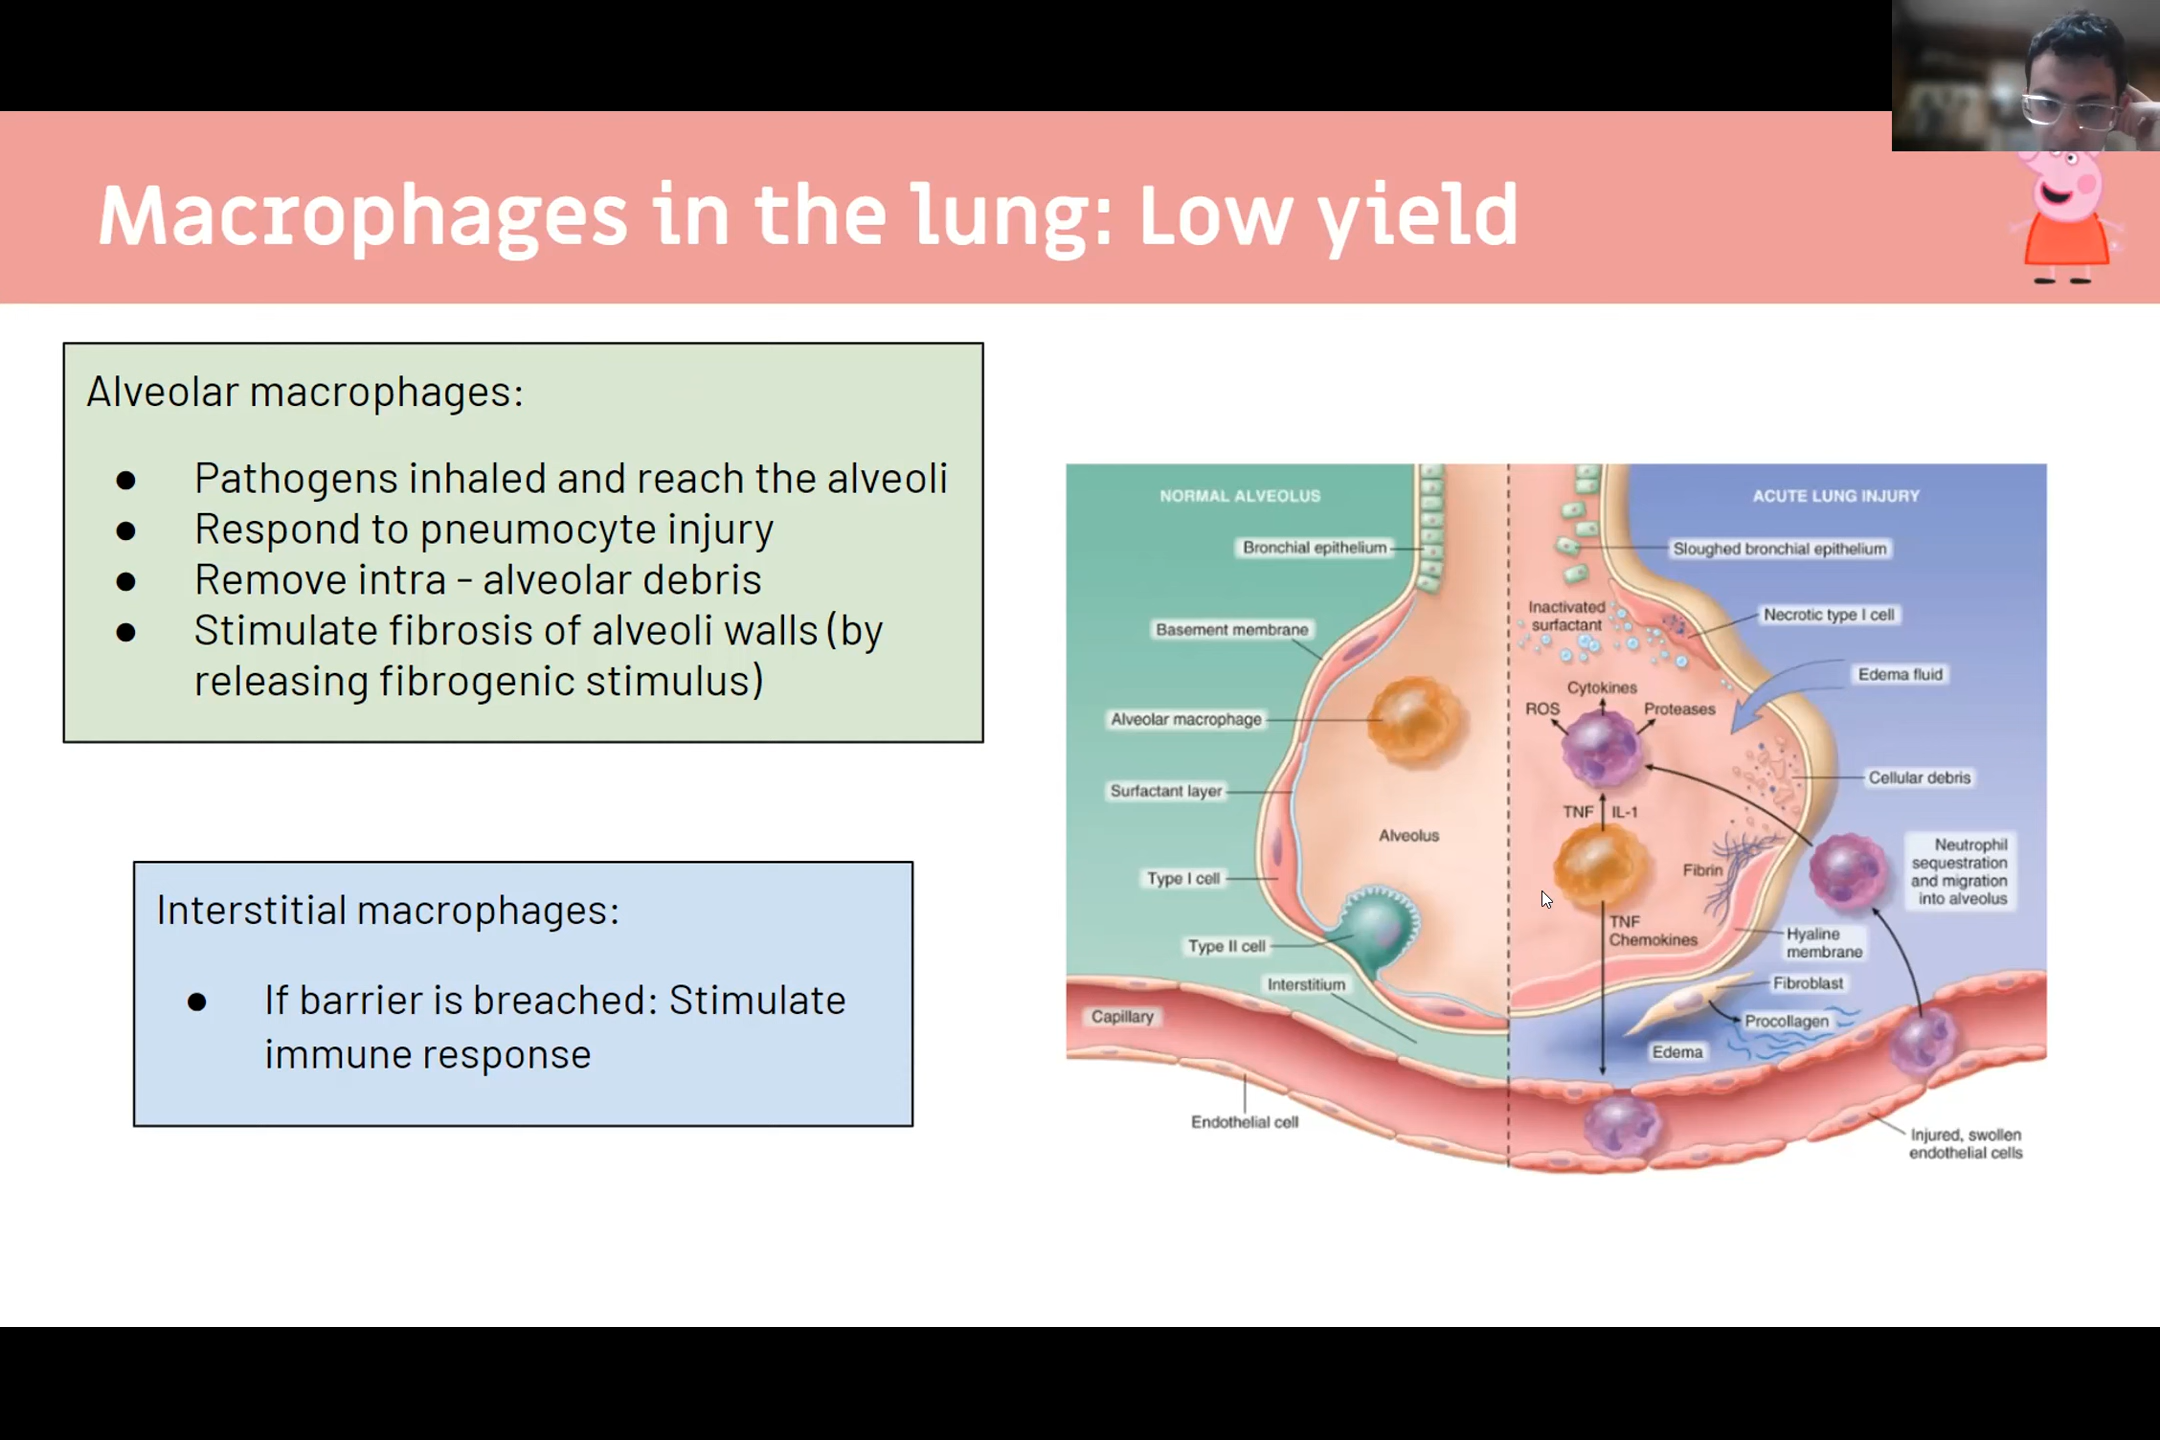 Macrophages in the lung: Low yield
Alveolar macrophages:
● Pathogens inhaled and reach the alveoli
● Respond to pneumocyte injury
● Remove intra - alveolar debris
● Stimulate fibrosis of alveoli walls (by
releasing fibrogenic stimulus)
Interstitial macrophages:
● If barrier is breached: Stimulate
immune response
NORMAL ALVEOLUS
Bronchial epithelium
Basement membrane
Alveolar macrophage
Surfactant layer
Alveolus
Type I cell
Type II cell
Interstitium
Capillary
Endothelial cell
ACUTE LUNG INJURY
Sloughed bronchial epithelium
Inactivated
surfactant
Necrotic type I cell
Edema fluid
Cytokines
ROS
Proteases
Cellular debris
TNF
IL-1
Fibrin
Neutrophil
sequestration
and migration
into alveolus
TNF
Chemokines
Hyaline
membrane
Fibroblast
Procollagen
Edema
Injured, swollen
endothelial cells